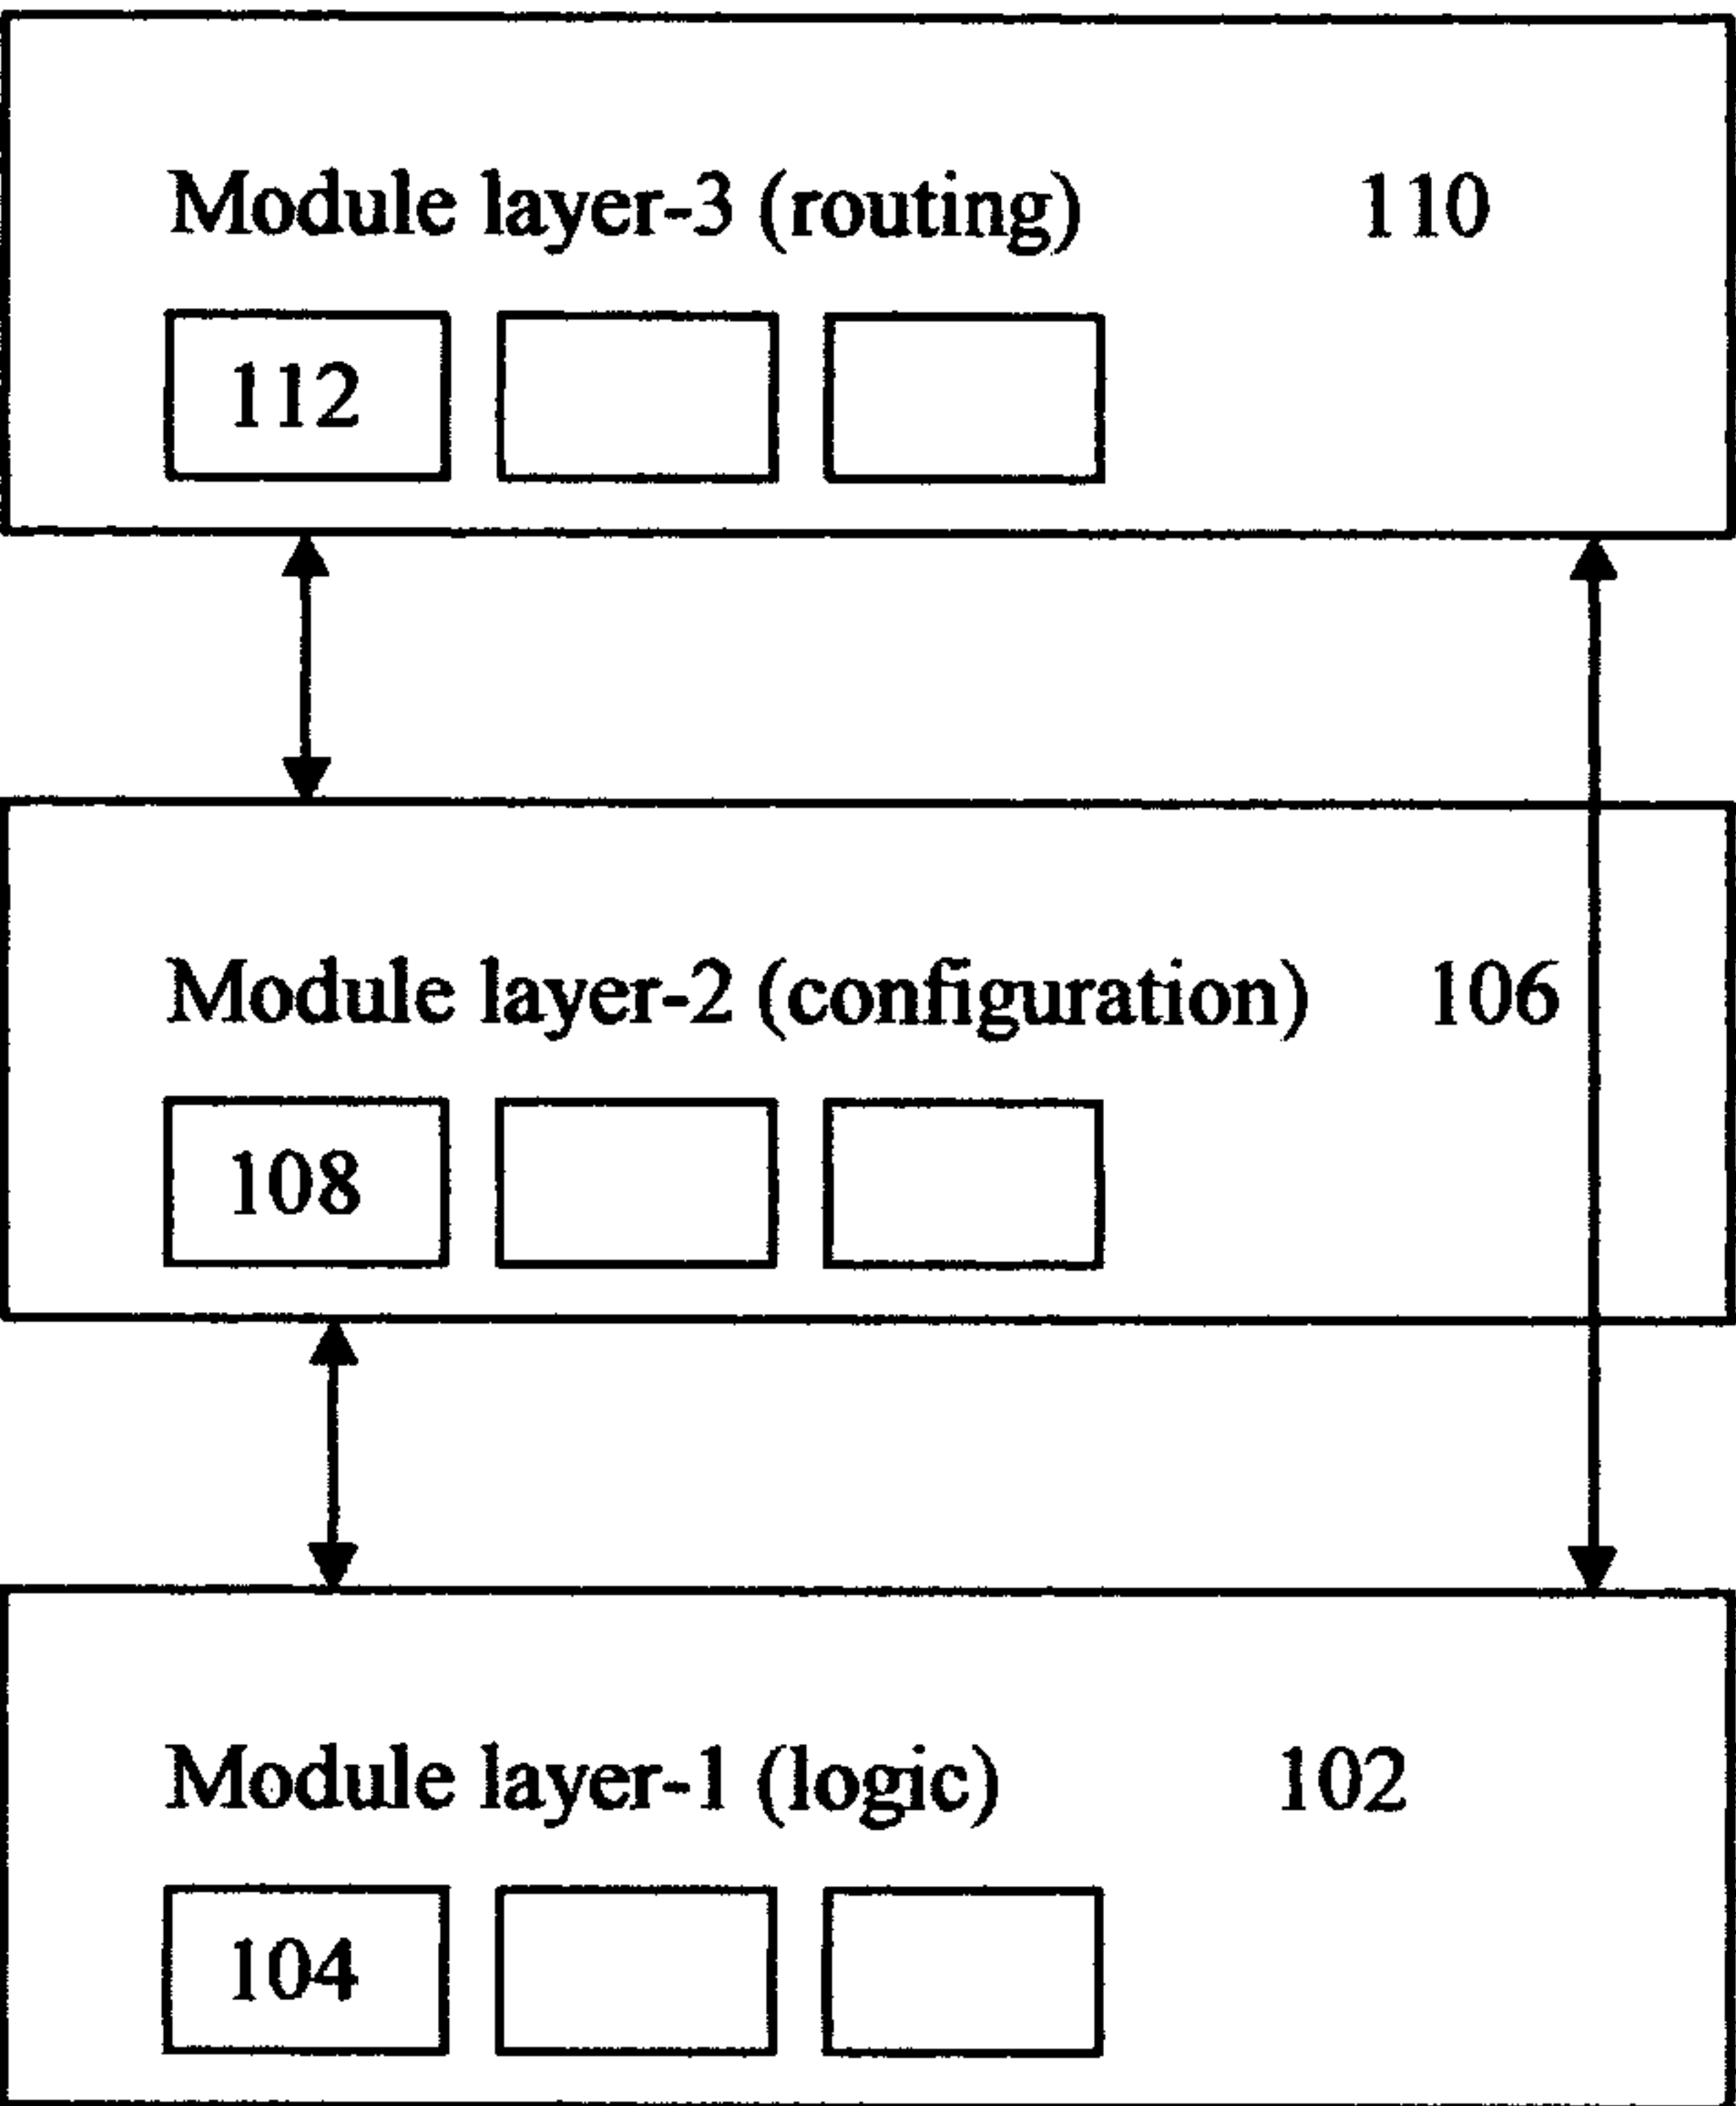 Module layer-3 (routing) 110
112
Module layer-2 (configuration) 106
108
Module layer-1 (logic) 102
104